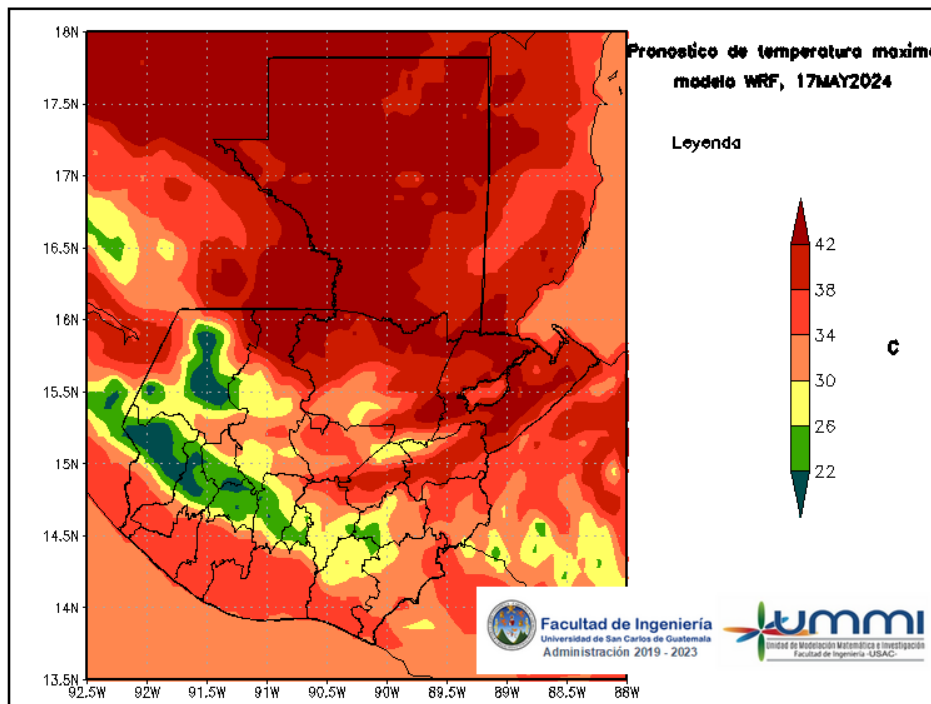 Pronostico de temperatura maxima
modelo WRF, 17MAY2024
Leyenda
42
38
34
30
26
22
C
18N
17.5N
17N
16.5N
16N
15.5N
15N
14.5N
14N
13.5N
92.5W 92W 91.5W 91W 90.5W 90W 89.5W 89W 88.5W 88W
Facultad de Ingeniería
Universidad de San Carlos de Guatemala
Administración 2019 - 2023
UMMI
Unidad de Modelación Matemática e Investigación
Facultad de Ingeniería -USAC-